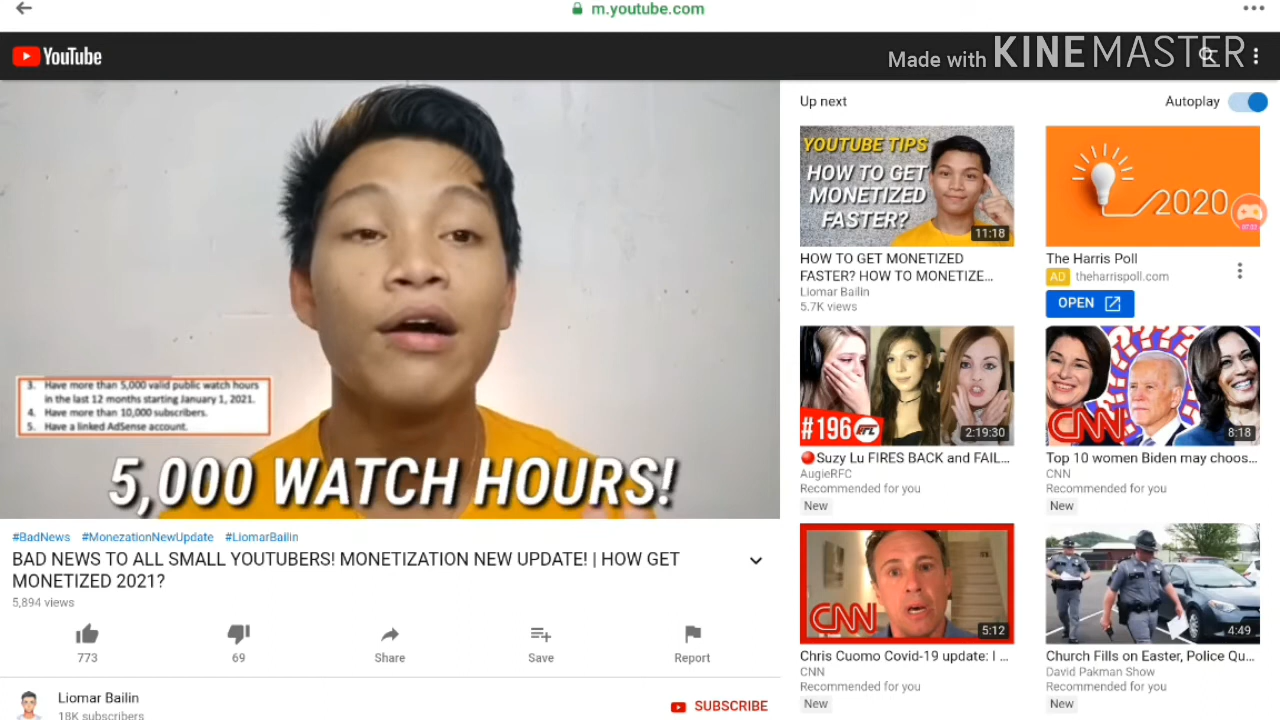 m.youtube.com
YouTube
Made with KINEMASTER
3. Have more than 5,000 valid public watch hours
in the last 12 months starting January 1, 2021.
4. Have more than 10,000 subscribers.
5. Have a linked AdSense account.
5,000 WATCH HOURS!
#BadNews #MonezationNewUpdate #LiomarBailin
BAD NEWS TO ALL SMALL YOUTUBERS! MONETIZATION NEW UPDATE! | HOW GET
MONETIZED 2021?
5,894 views
773
69
Share
Save
Report
Liomar Bailin
18K subscribers
SUBSCRIBE
Up next
Autoplay
YOUTUBE TIPS
HOW TO GET
MONETIZED
FASTER?
11:18
HOW TO GET MONETIZED
FASTER? HOW TO MONETIZE...
Liomar Bailin
5.7K views
2020
The Harris Poll
AD theharrispoll.com
OPEN
#196
2:19:30
Suzy Lu FIRES BACK and FAIL...
AugieRFC
Recommended for you
New
CNN
8:18
Top 10 women Biden may choos...
CNN
Recommended for you
New
CNN
5:12
Chris Cuomo Covid-19 update: I ...
CNN
Recommended for you
New
4:49
Church Fills on Easter, Police Qu...
David Pakman Show
Recommended for you
New